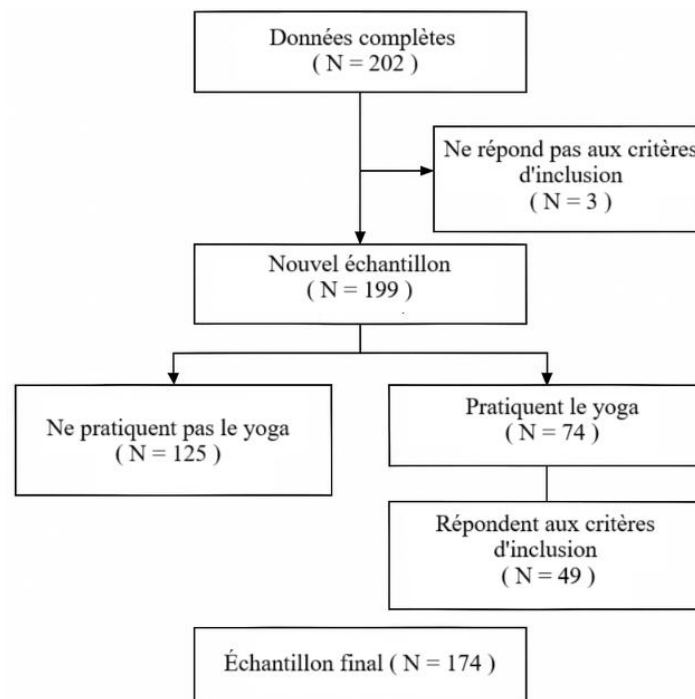 Données complètes
( N = 202 )
Ne répond pas aux critères
d'inclusion
( N = 3 )
Nouvel échantillon
( N = 199 )
Ne pratiquent pas le yoga
( N = 125 )
Pratiquent le yoga
( N = 74 )
Répondent aux critères
d'inclusion
( N = 49 )
Échantillon final ( N = 174 )